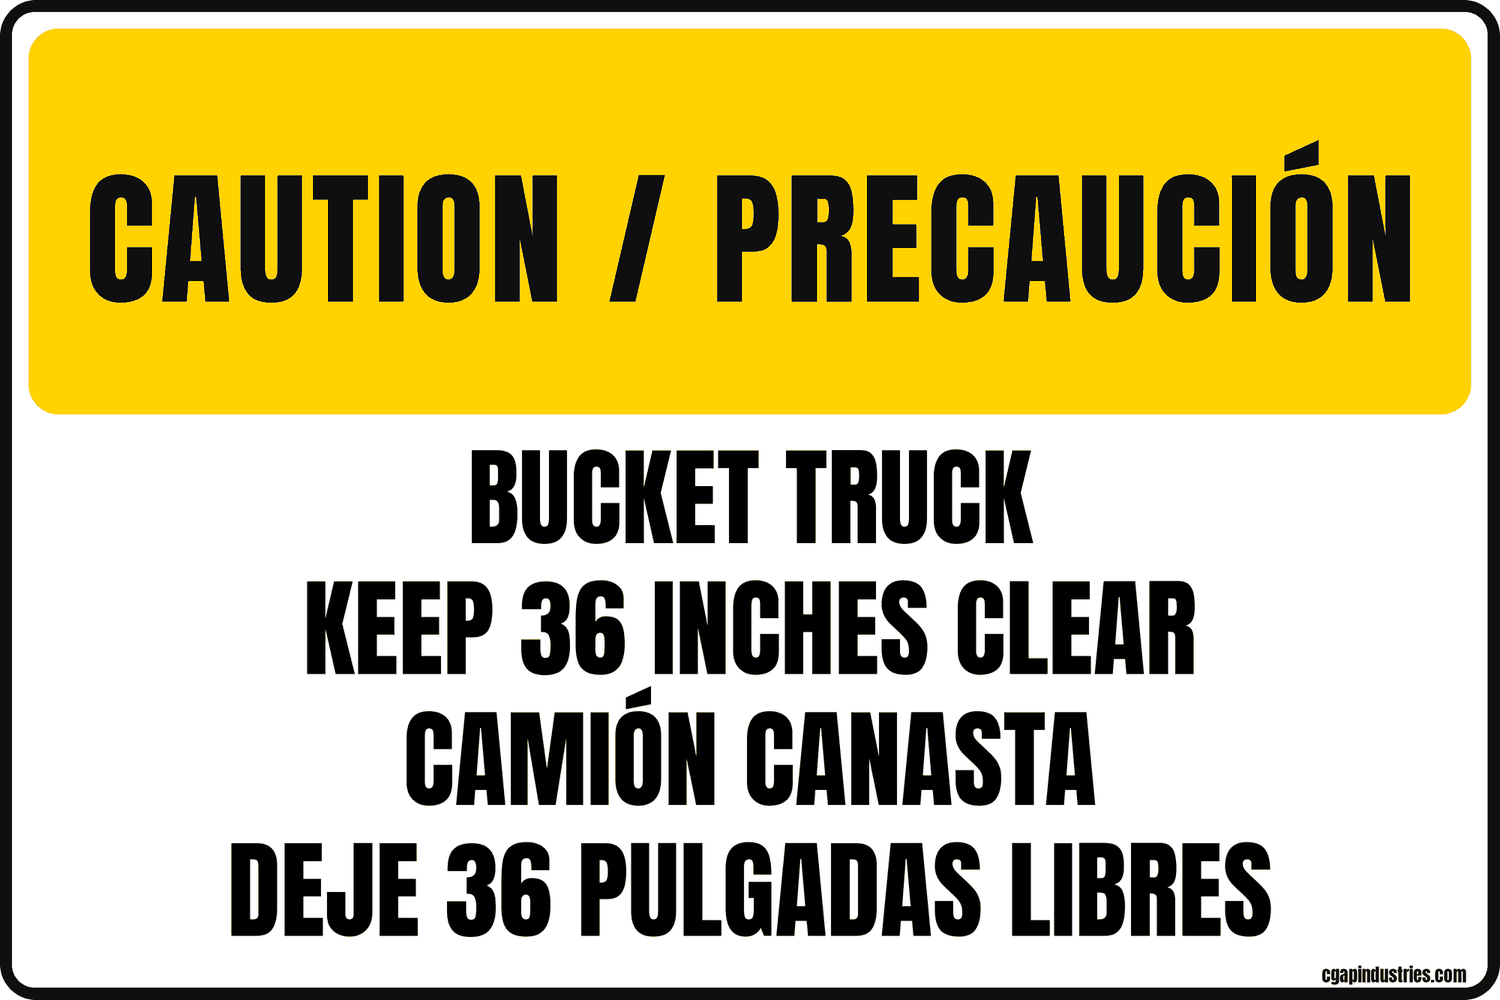 CAUTION / PRECAUCIÓN
BUCKET TRUCK
KEEP 36 INCHES CLEAR
CAMIÓN CANASTA
DEJE 36 PULGADAS LIBRES
cgapindustries.com